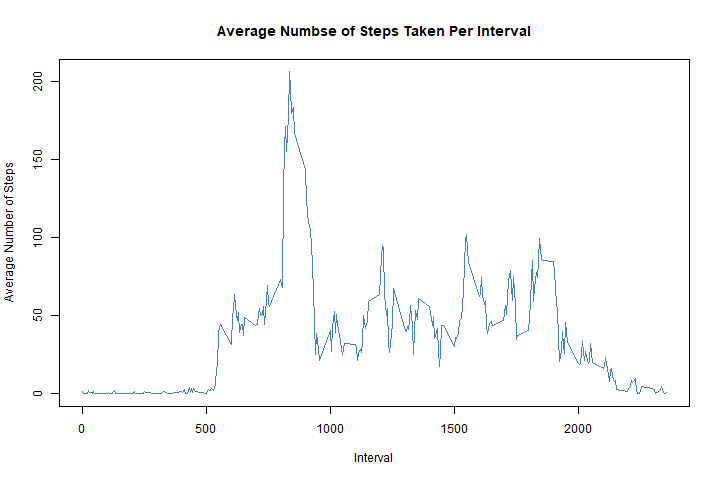 Average Numbse of Steps Taken Per Interval
Average Number of Steps
200
150
100
50
0
0 500 1000 1500 2000
Interval